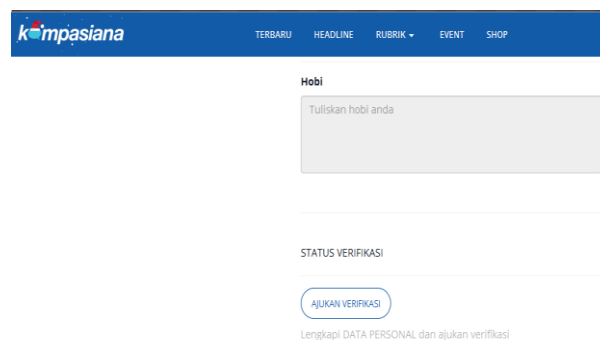 kompasiana
TERBARU HEADLINE RUBRIK EVENT SHOP
Hobi
Tuliskan hobi anda
STATUS VERIFIKASI
AJUKAN VERIFIKASI
Lengkapi DATA PERSONAL dan ajukan verifikasi